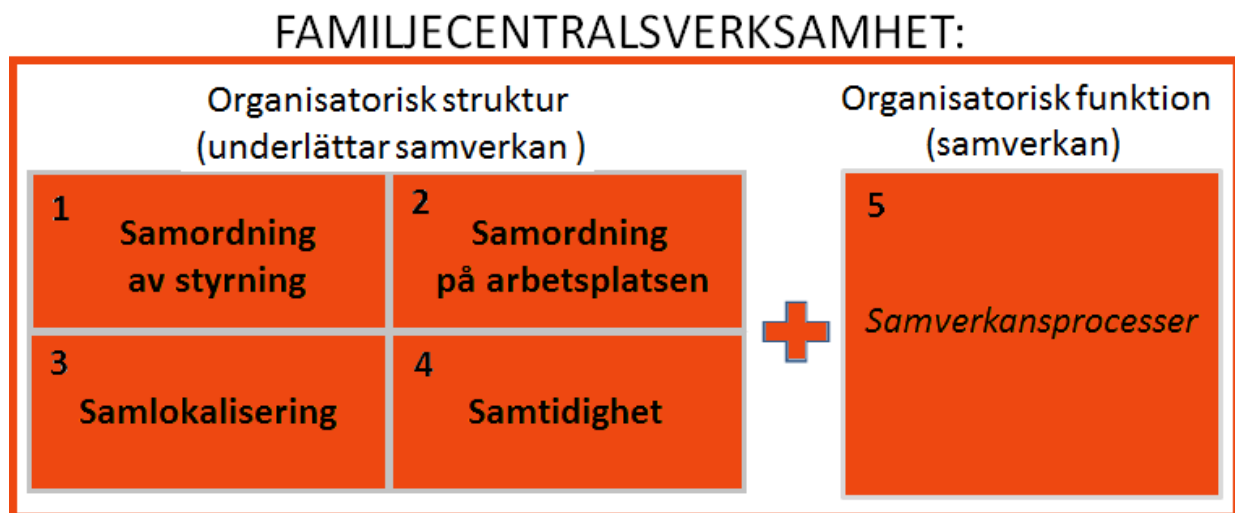 FAMILJECENTRALSVERKSAMHET:
Organisatorisk struktur
(underlättar samverkan )
Organisatorisk funktion
(samverkan)
1
Samordning
av styrning
2
Samordning
på arbetsplatsen
3
Samlokalisering
4
Samtidighet
5
Samverkansprocesser